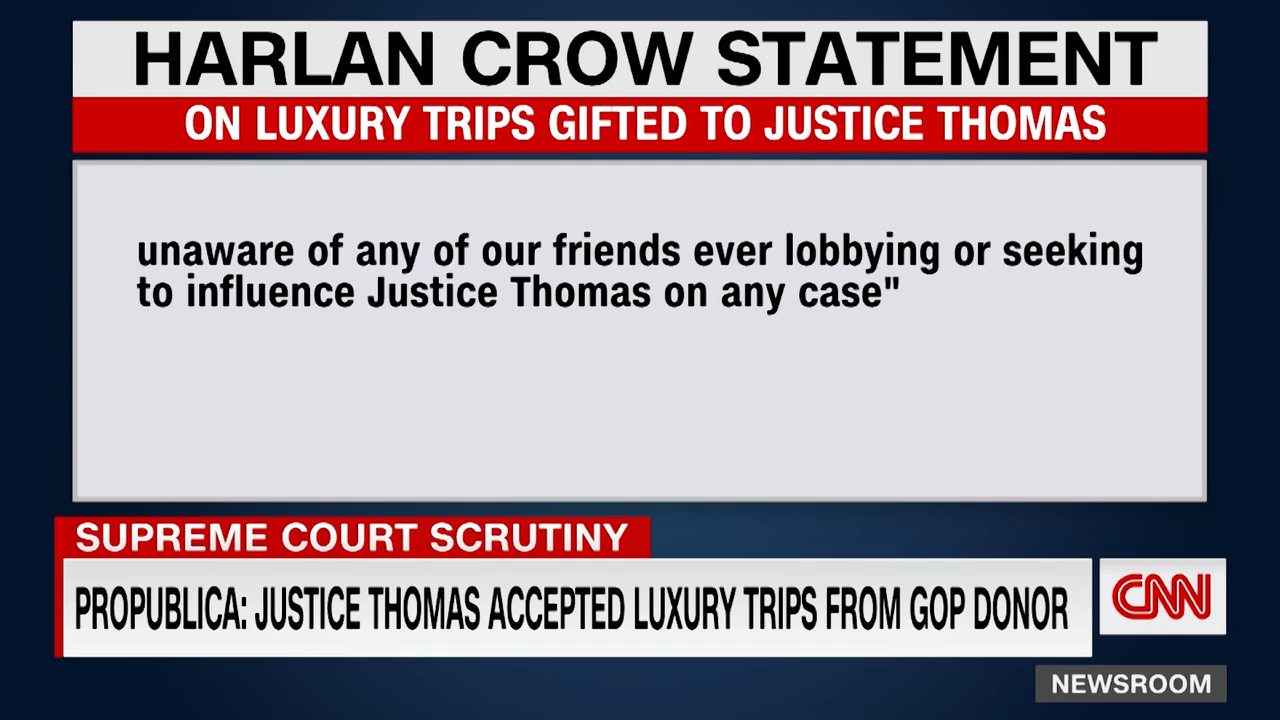 HARLAN CROW STATEMENT
ON LUXURY TRIPS GIFTED TO JUSTICE THOMAS
unaware of any of our friends ever lobbying or seeking
to influence Justice Thomas on any case"
SUPREME COURT SCRUTINY
PROPUBLICA: JUSTICE THOMAS ACCEPTED LUXURY TRIPS FROM GOP DONOR
CNN
NEWSROOM